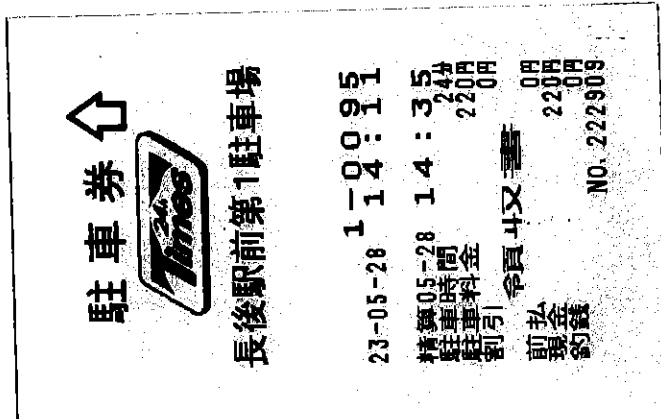 駐車券
24h Times
長後駅前第1駐車場
1-0095
23-05-28 14:11
精算05-28 14:35
駐車時間 24分
駐車料金 220円
割引 0円
領収書
前払 0円
現金 220円
釣銭 0円
NO.222909